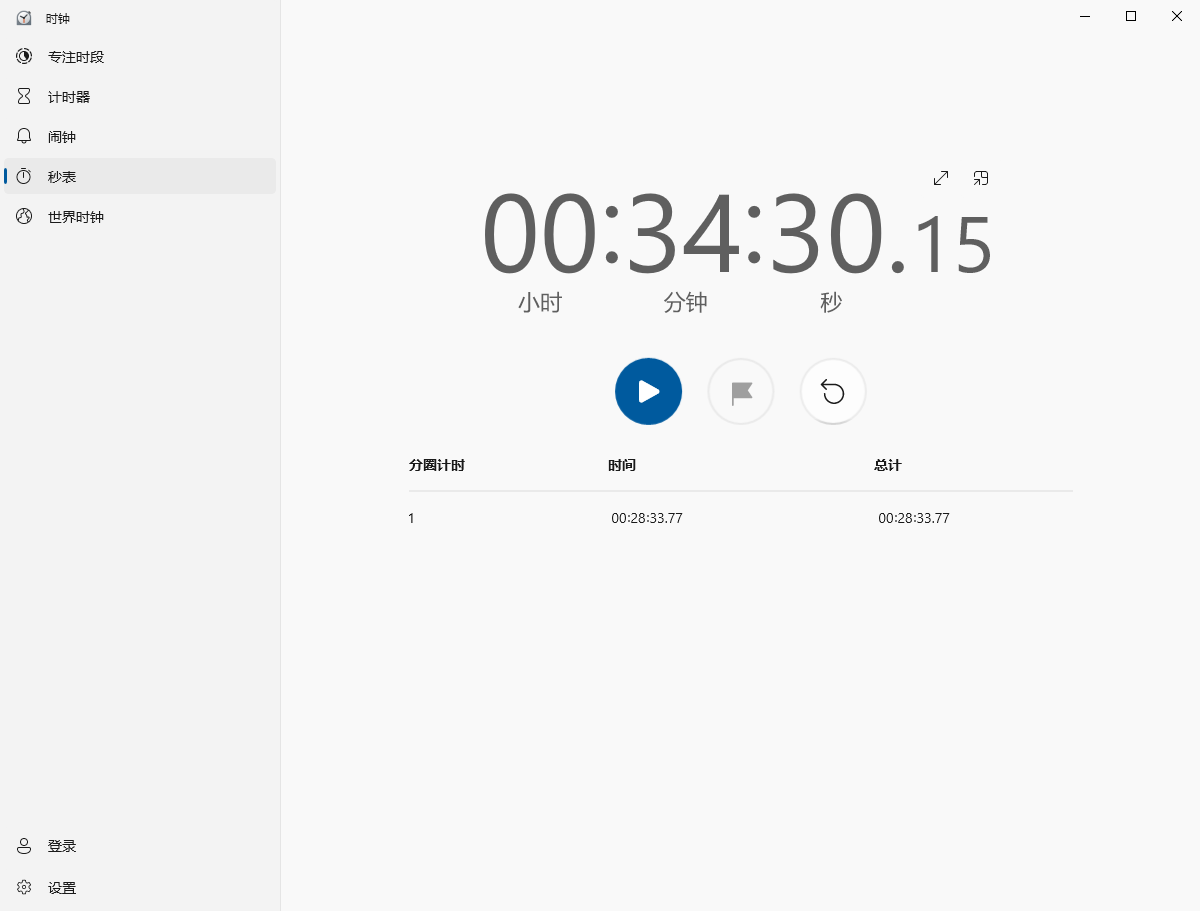 时钟
专注时段
计时器
闹钟
秒表
世界时钟
00:34:30.15
小时 分钟 秒
分圈计时 时间 总计
1 00:28:33.77 00:28:33.77
登录
设置